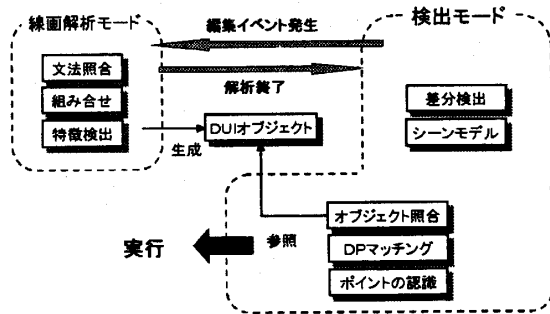 線画解析モード
検出モード
編集イベント発生
文法照合
組み合せ
特徴検出
解析終了
生成
DUIオブジェクト
差分検出
シーンモデル
オブジェクト照合
DPマッチング
ポイントの認識
参照
実行